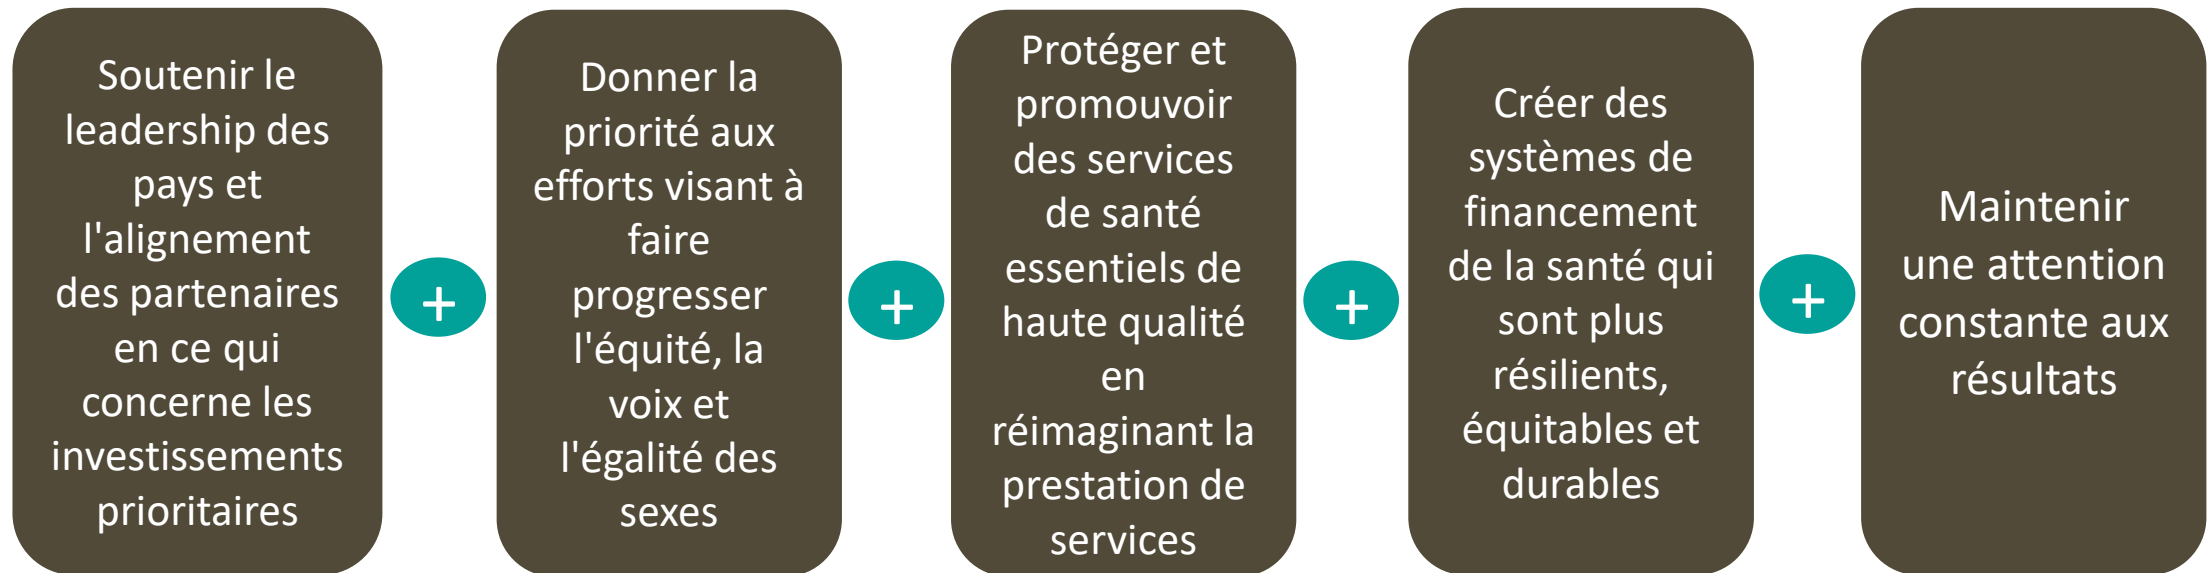 Soutenir le
leadership des
pays et
l'alignement
des partenaires
en ce qui
concerne les
investissements
prioritaires
+
Donner la
priorité aux
efforts visant à
faire
progresser
l'équité, la
voix et
l'égalité des
sexes
+
Protéger et
promouvoir
des services
de santé
essentiels de
haute qualité
en
réimaginant la
prestation de
services
+
Créer des
systèmes de
financement
de la santé qui
sont plus
résilients,
équitables et
durables
+
Maintenir
une attention
constante aux
résultats